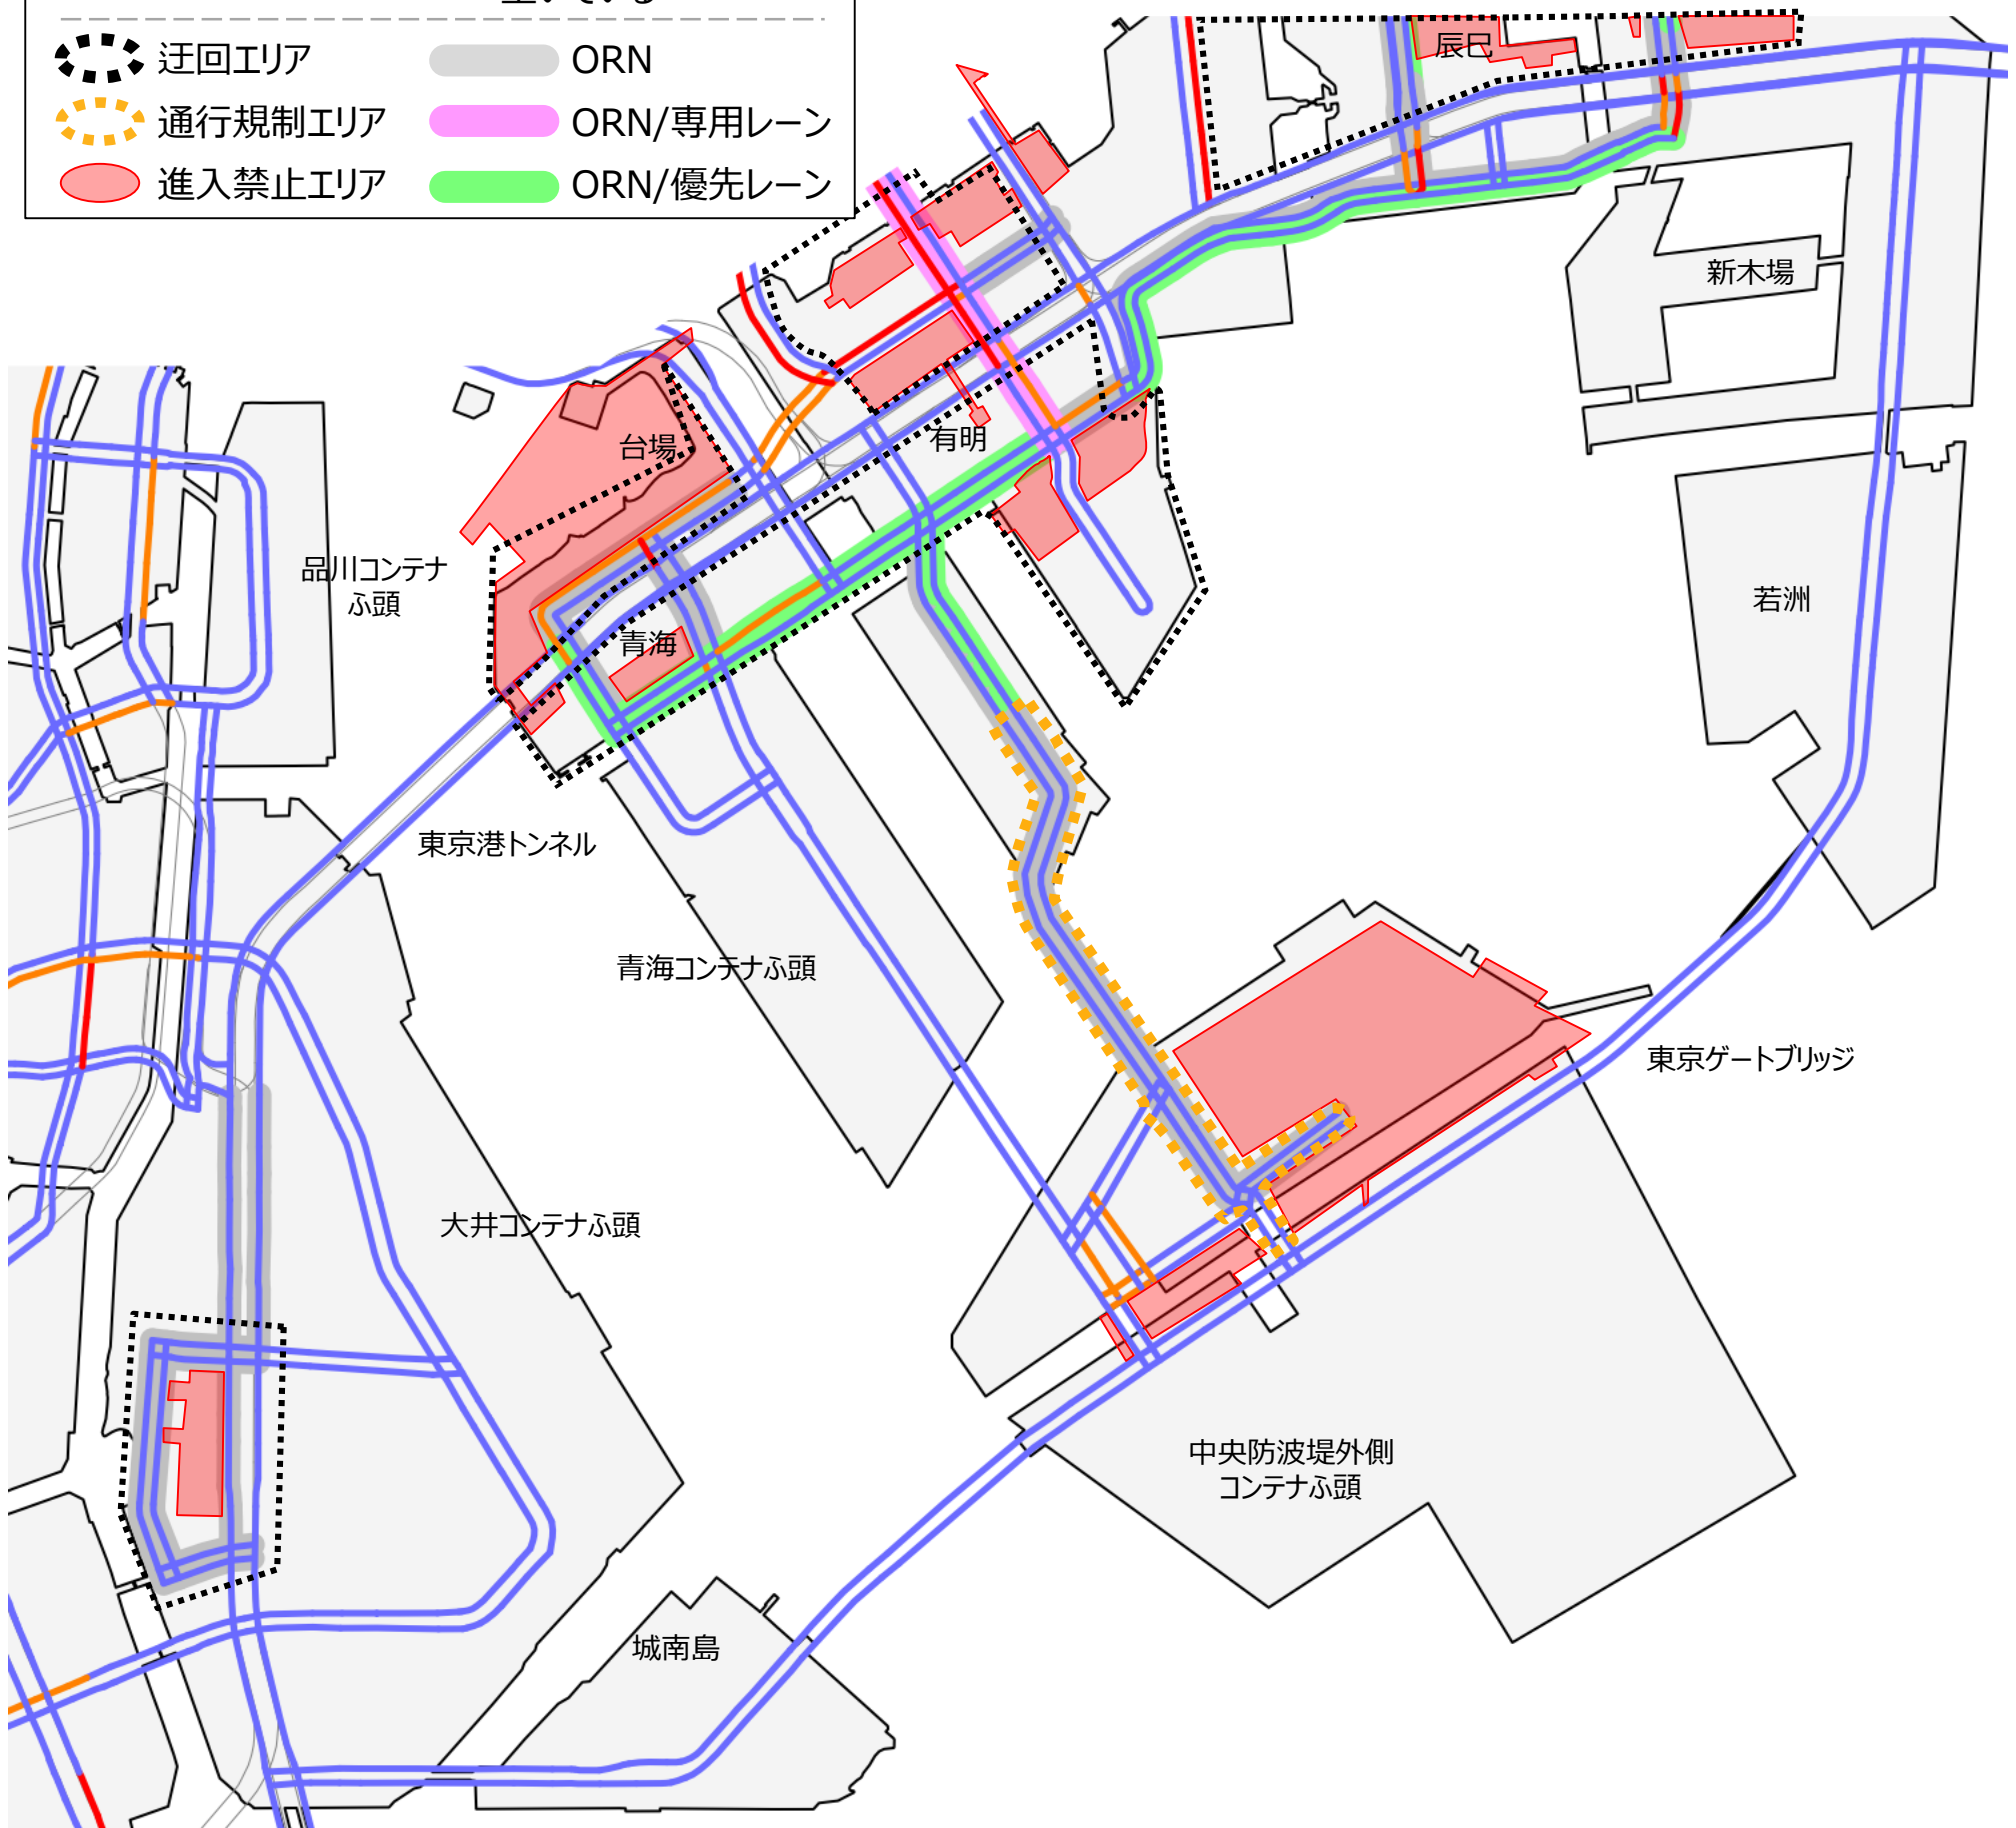 空いている
迂回エリア
ORN
通行規制エリア
ORN/専用レーン
進入禁止エリア
ORN/優先レーン
辰巳
新木場
有明
台場
品川コンテナ
ふ頭
青海
若洲
東京港トンネル
青海コンテナふ頭
東京ゲートブリッジ
大井コンテナふ頭
中央防波堤外側
コンテナふ頭
城南島